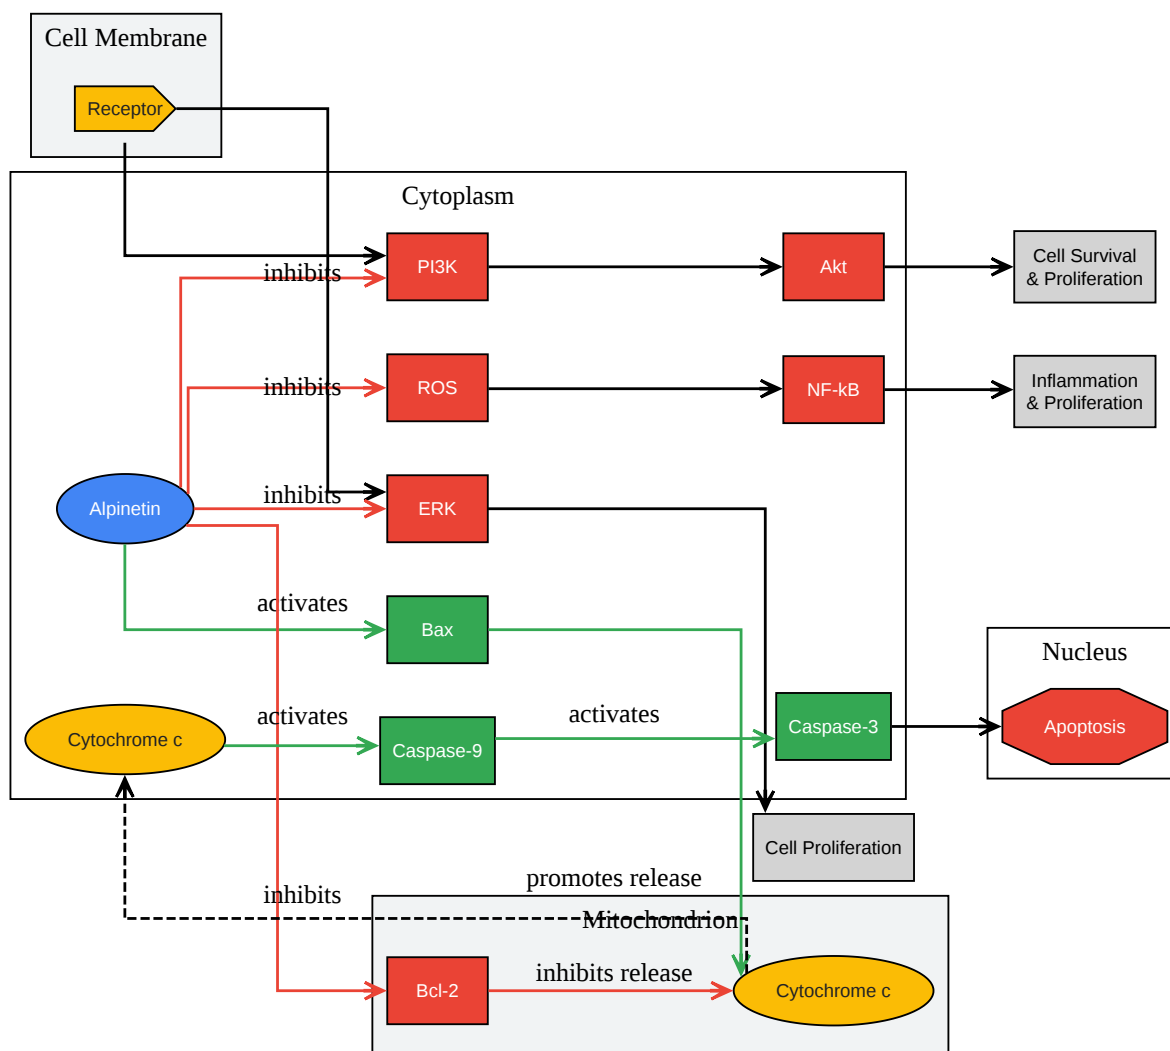 Cell Membrane
Receptor
Cytoplasm
inhibits
PI3K
Akt
Cell Survival
& Proliferation
inhibits
ROS
NF-kB
Inflammation
& Proliferation
Alpinetin
inhibits
ERK
activates
Bax
Nucleus
Cytochrome c
activates
Caspase-9
activates
Caspase-3
Apoptosis
Cell Proliferation
promotes release
inhibits
Mitochondrion
Bcl-2
inhibits release
Cytochrome c